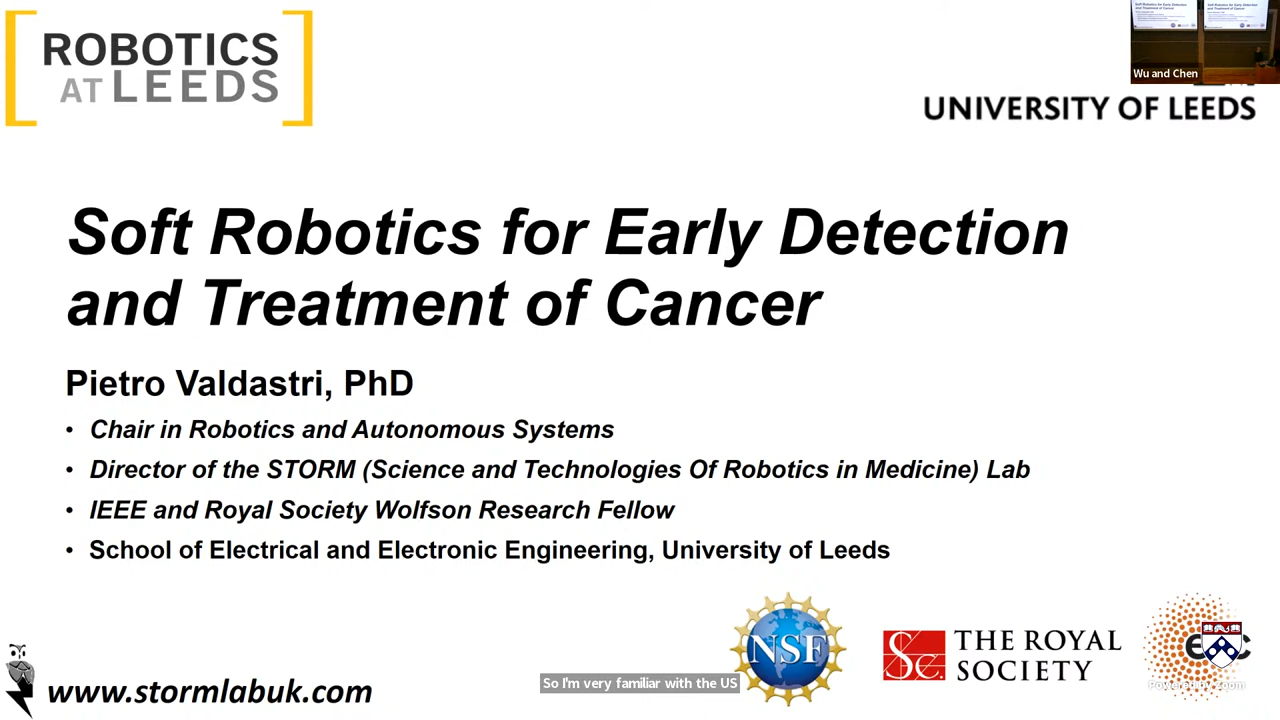 ROBOTICS
AT LEEDS
Wu and Chen
UNIVERSITY OF LEEDS
Soft Robotics for Early Detection
and Treatment of Cancer
Pietro Valdastri, PhD
• Chair in Robotics and Autonomous Systems
• Director of the STORM (Science and Technologies Of Robotics in Medicine) Lab
• IEEE and Royal Society Wolfson Research Fellow
• School of Electrical and Electronic Engineering, University of Leeds
NSF
THE ROYAL
SOCIETY
So I'm very familiar with the US
www.stormlabuk.com
Powered by Zoom